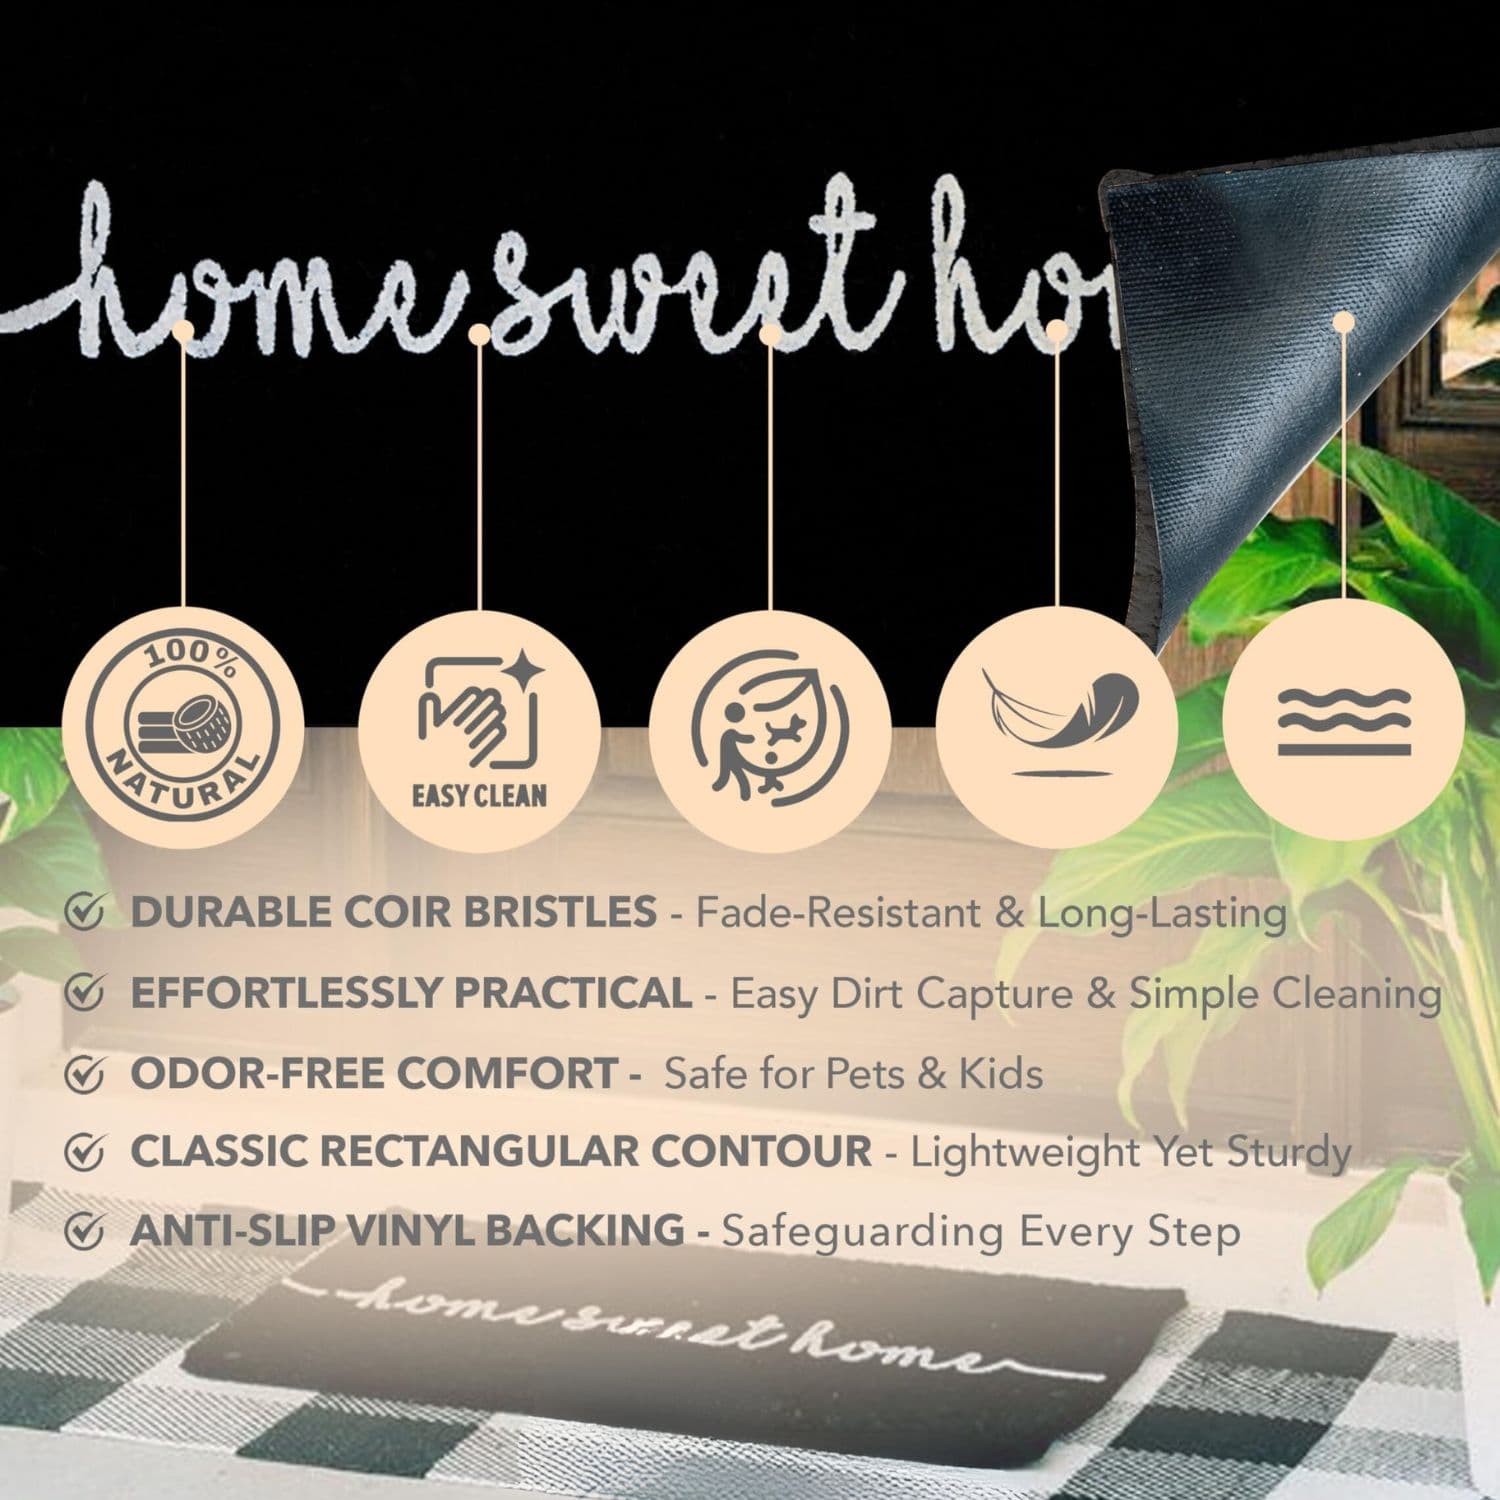 home sweet ho
100%
NATURAL
EASY CLEAN
DURABLE COIR BRISTLES - Fade-Resistant & Long-Lasting
EFFORTLESSLY PRACTICAL - Easy Dirt Capture & Simple Cleaning
ODOR-FREE COMFORT - Safe for Pets & Kids
CLASSIC RECTANGULAR CONTOUR - Lightweight Yet Sturdy
ANTI-SLIP VINYL BACKING - Safeguarding Every Step
home sweet home